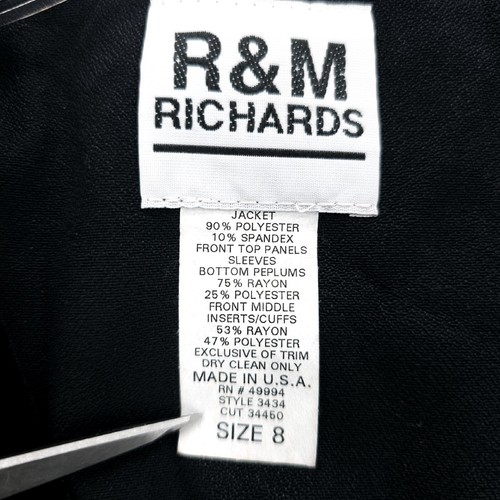 R&M
RICHARDS
JACKET
90% POLYESTER
10% SPANDEX
FRONT TOP PANELS
SLEEVES
BOTTOM PEPLUMS
75% RAYON
25% POLYESTER
FRONT MIDDLE
INSERTS/CUFFS
53% RAYON
47% POLYESTER
EXCLUSIVE OF TRIM
DRY CLEAN ONLY
MADE IN U.S.A.
RN # 49994
STYLE 3434
CUT 34450
SIZE 8